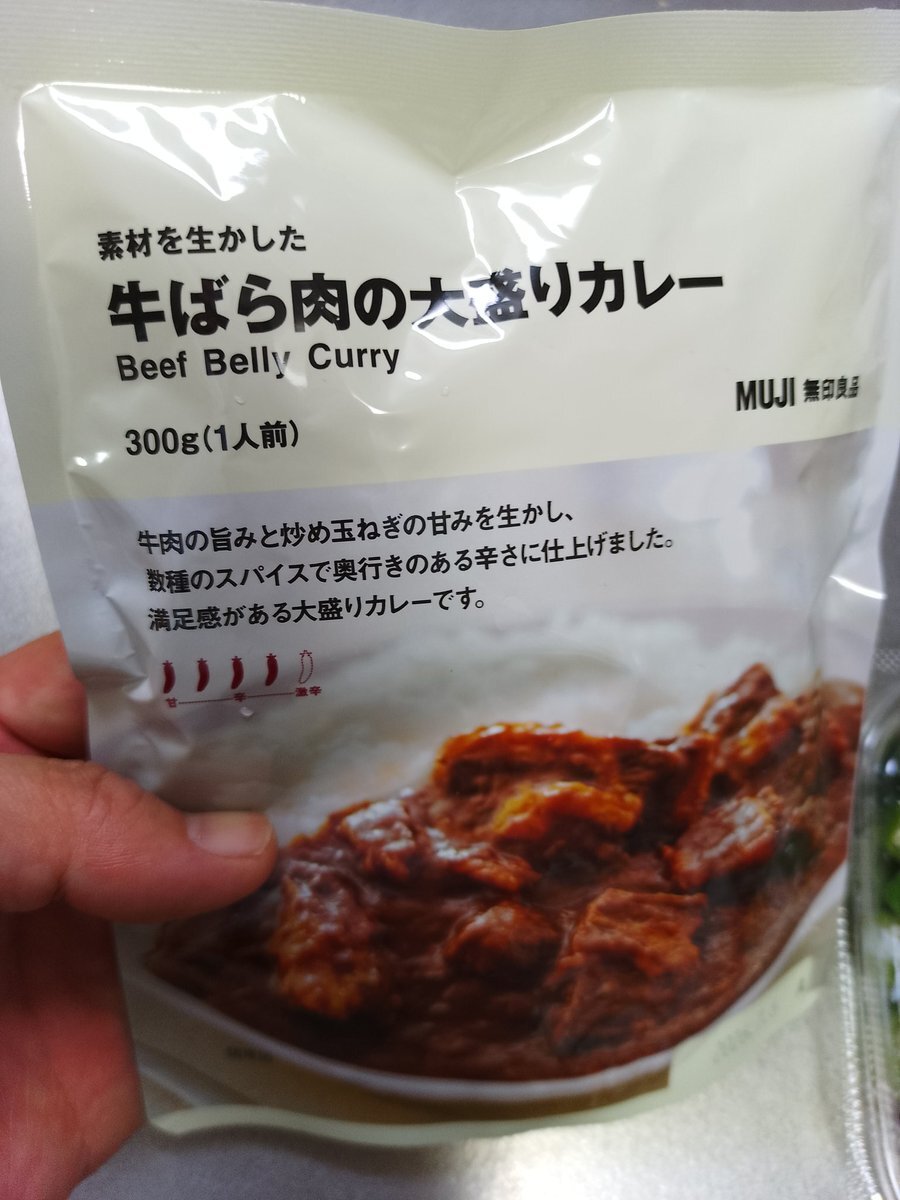 素材を生かした
牛ばら肉の大盛りカレー
Beef Belly Curry
MUJI 無印良品
300g(1人前)
牛肉の旨みと炒め玉ねぎの甘みを生かし、
数種のスパイスで奥行きのある辛さに仕上げました。
満足感がある大盛りカレーです。
甘 辛 激辛